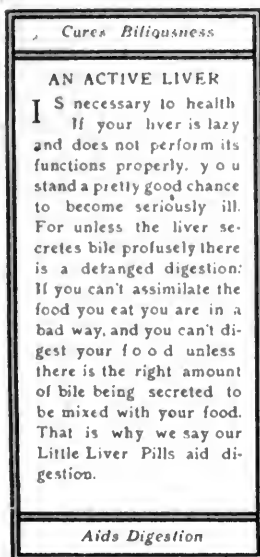 Cures Biliousness
AN ACTIVE LIVER
IS necessary to health
If your liver is lazy
and does not perform its
functions properly. you
stand a pretty good chance
to become seriously ill.
For unless the liver se-
cretes bile profusely there
is a deranged digestion:
If you can't assimilate the
food you eat you are in a
bad way, and you can't di-
gest your food unless
there is the right amount
of bile being secreted to
be mixed with your food.
That is why we say our
Little Liver Pills aid di-
gestion.
Aids Digestion